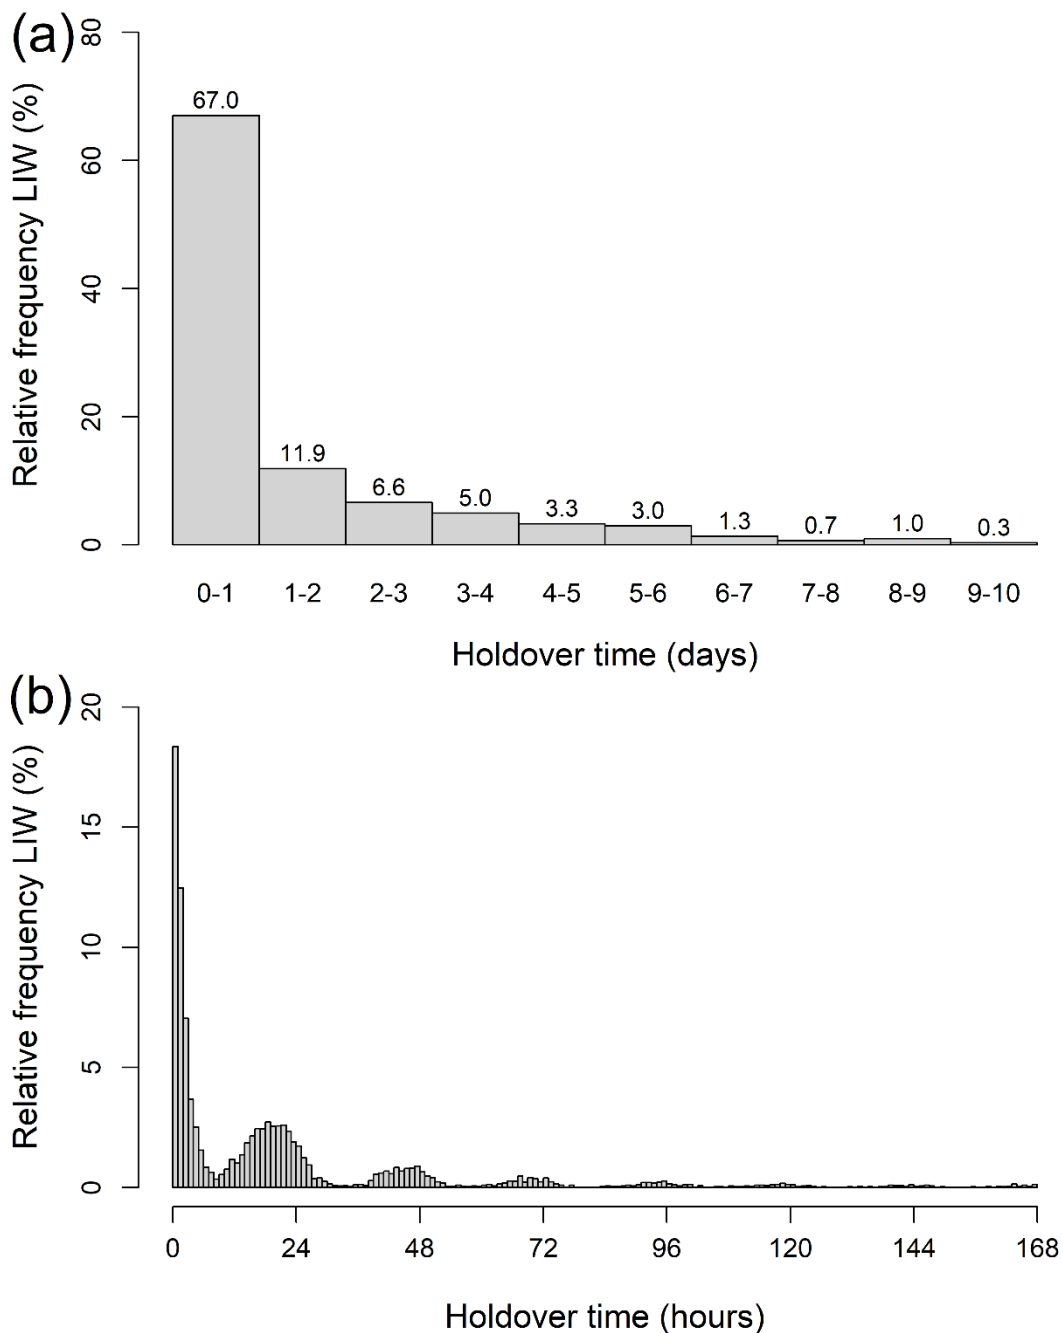 (a)
Relative frequency LIW (%)
80
60
40
20
0
67.0
11.9
6.6
5.0
3.3
3.0
1.3
0.7
1.0
0.3
0-1 1-2 2-3 3-4 4-5 5-6 6-7 7-8 8-9 9-10
Holdover time (days)
(b)
Relative frequency LIW (%)
20
15
10
5
0
0 24 48 72 96 120 144 168
Holdover time (hours)